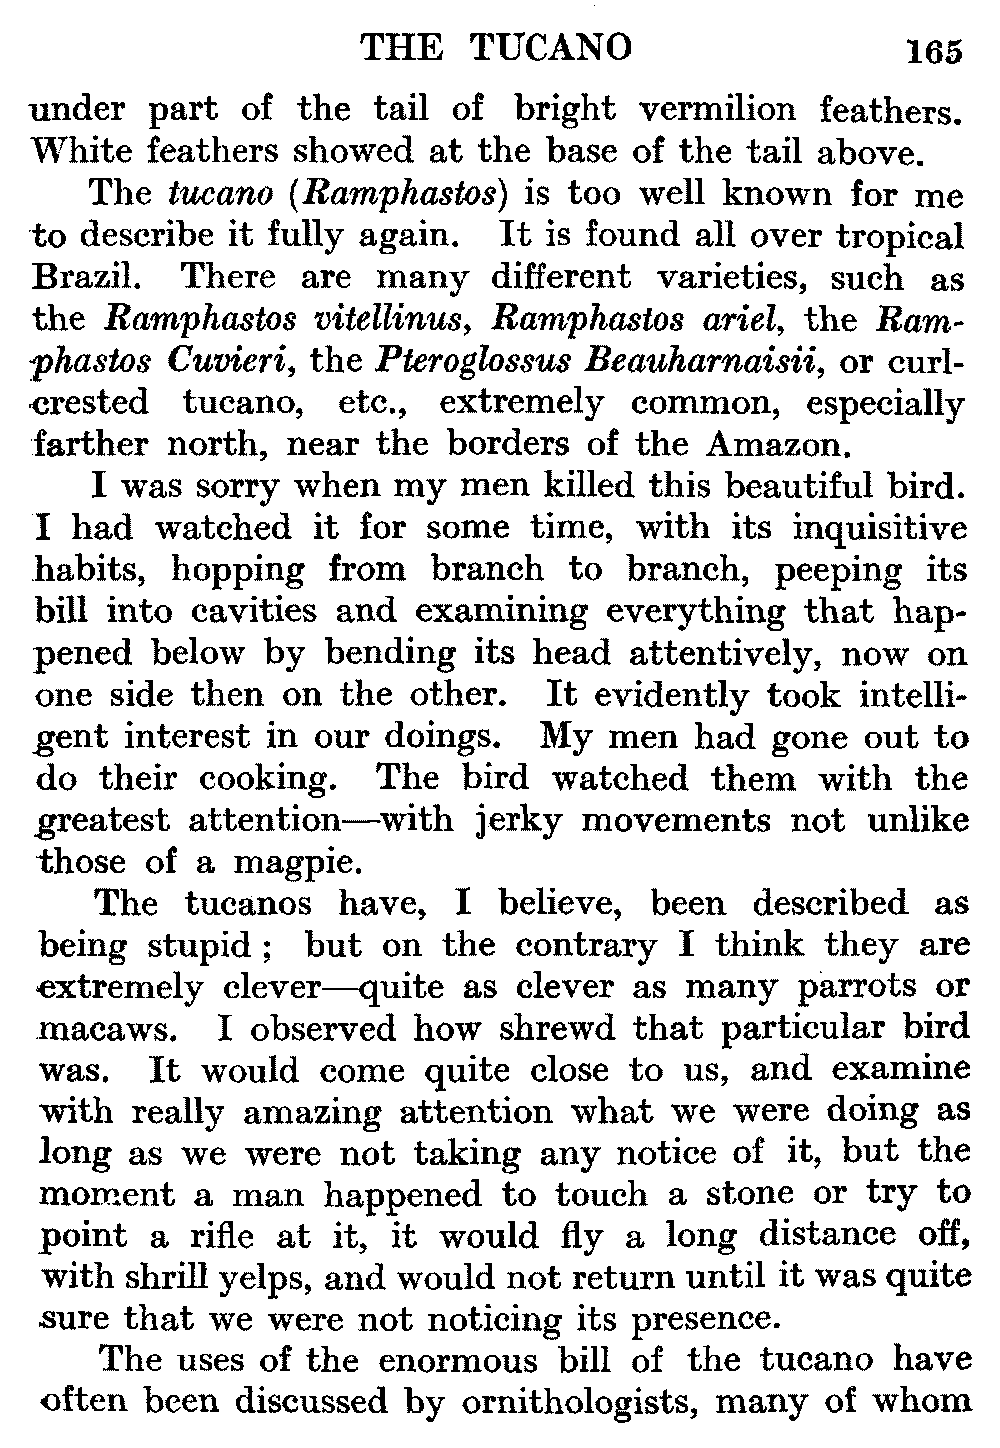 THE TUCANO 165
under part of the tail of bright vermilion feathers.
White feathers showed at the base of the tail above.
The tucano (Ramphastos) is too well known for me
to describe it fully again. It is found all over tropical
Brazil. There are many different varieties, such as
the Ramphastos vitellinus, Ramphastos ariel, the Ram-
phastos Cuvieri, the Pteroglossus Beauharnaisii, or curl-
crested tucano, etc., extremely common, especially
farther north, near the borders of the Amazon.
I was sorry when my men killed this beautiful bird.
I had watched it for some time, with its inquisitive
habits, hopping from branch to branch, peeping its
bill into cavities and examining everything that hap-
pened below by bending its head attentively, now on
one side then on the other. It evidently took intelli-
gent interest in our doings. My men had gone out to
do their cooking. The bird watched them with the
greatest attention—with jerky movements not unlike
those of a magpie.
The tucanos have, I believe, been described as
being stupid; but on the contrary I think they are
extremely clever—quite as clever as many parrots or
macaws. I observed how shrewd that particular bird
was. It would come quite close to us, and examine
with really amazing attention what we were doing as
long as we were not taking any notice of it, but the
moment a man happened to touch a stone or try to
point a rifle at it, it would fly a long distance off,
with shrill yelps, and would not return until it was quite
sure that we were not noticing its presence.
The uses of the enormous bill of the tucano have
often been discussed by ornithologists, many of whom